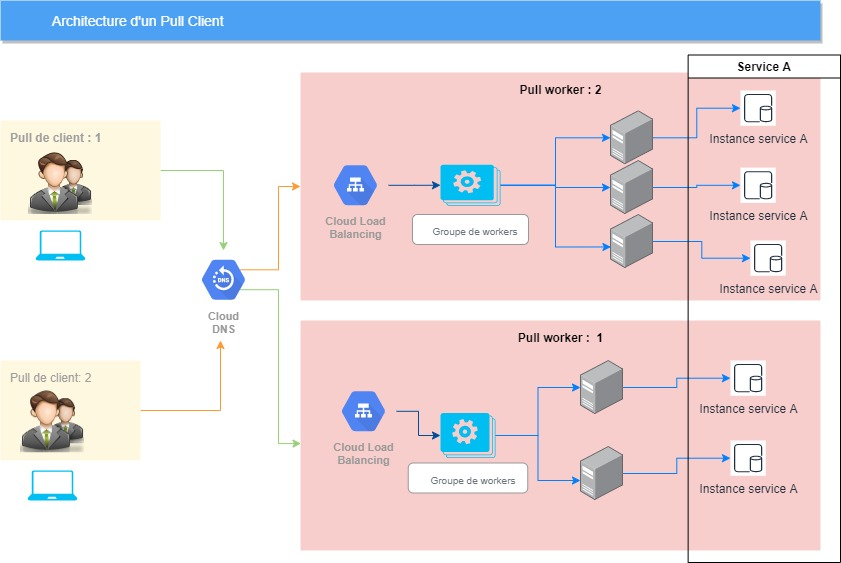 Architecture d'un Pull Client
Service A
Pull worker : 2
Pull de client : 1
Instance service A
Cloud Load
Balancing
Groupe de workers
Instance service A
Instance service A
DNS
Cloud
DNS
Pull worker :  1
Pull de client: 2
Instance service A
Cloud Load
Balancing
Groupe de workers
Instance service A